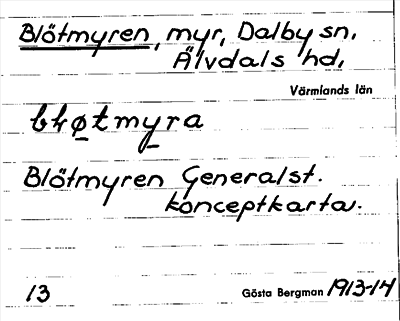 Blötmyren, myr, Dalby sn,
Älvdals hd,
Värmlands län
bløtmyra
Blötmyren Generalst.
konceptkarta.
13
Gösta Bergman 1913-14